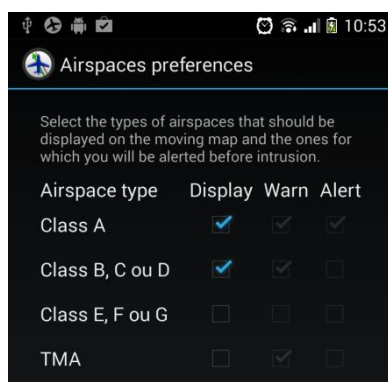 10:53
Airspaces preferences
Select the types of airspaces that should be
displayed on the moving map and the ones for
which you will be alerted before intrusion.
Airspace type Display Warn Alert
Class A
Class B, C ou D
Class E, F ou G
TMA